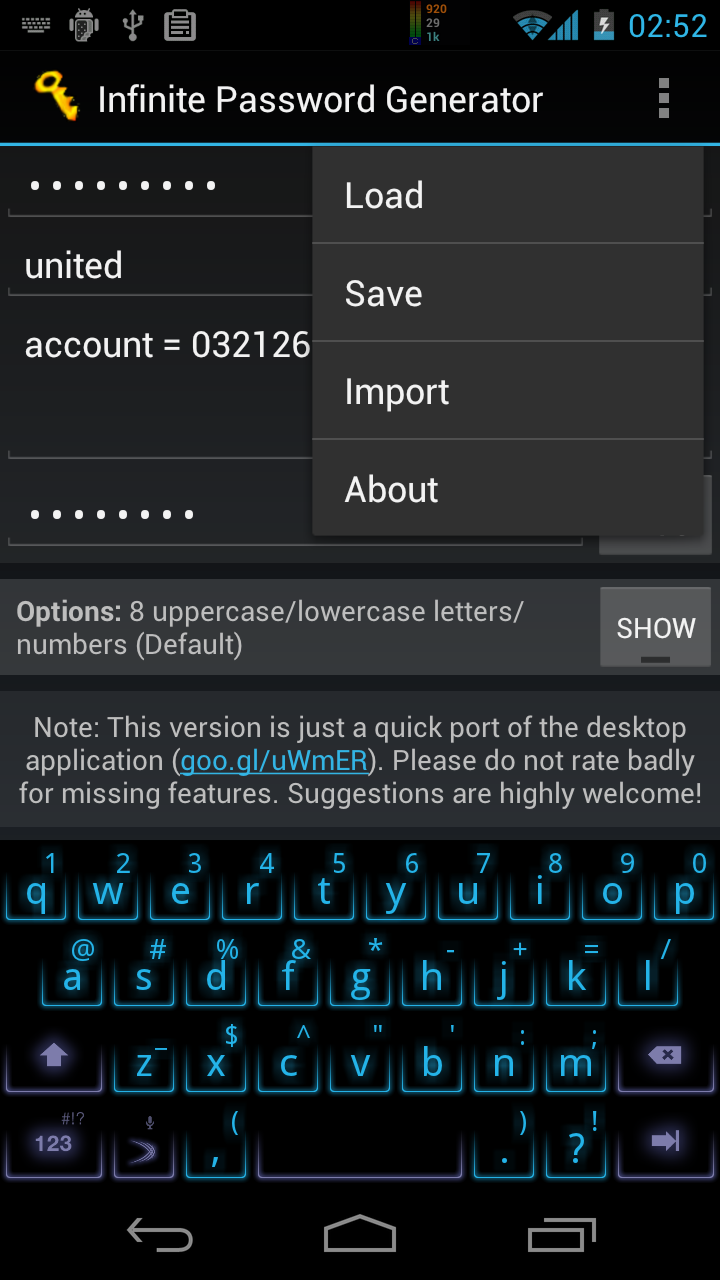 920
29
1k
C
02:52
Infinite Password Generator
•••••••••
Load
united
Save
account = 032126
Import
About
••••••••
Options: 8 uppercase/lowercase letters/
numbers (Default)
SHOW
Note: This version is just a quick port of the desktop
application (goo.gl/uWmER). Please do not rate badly
for missing features. Suggestions are highly welcome!
1 2 3 4 5 6 7 8 9 0
q w e r t y u i o p
@ # % & * - + = /
a s d f g h j k l
_ $ ^ " ' : ;
z x c v b n m
#!? ( ) !
123 , . ?